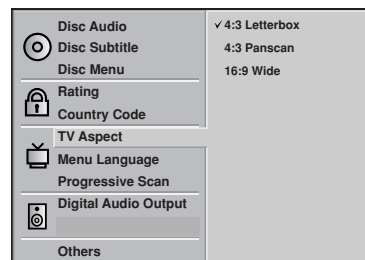 Disc Audio
Disc Subtitle
Disc Menu
Rating
Country Code
TV Aspect
Menu Language
Progressive Scan
Digital Audio Output
Others
✓ 4:3 Letterbox
4:3 Panscan
16:9 Wide